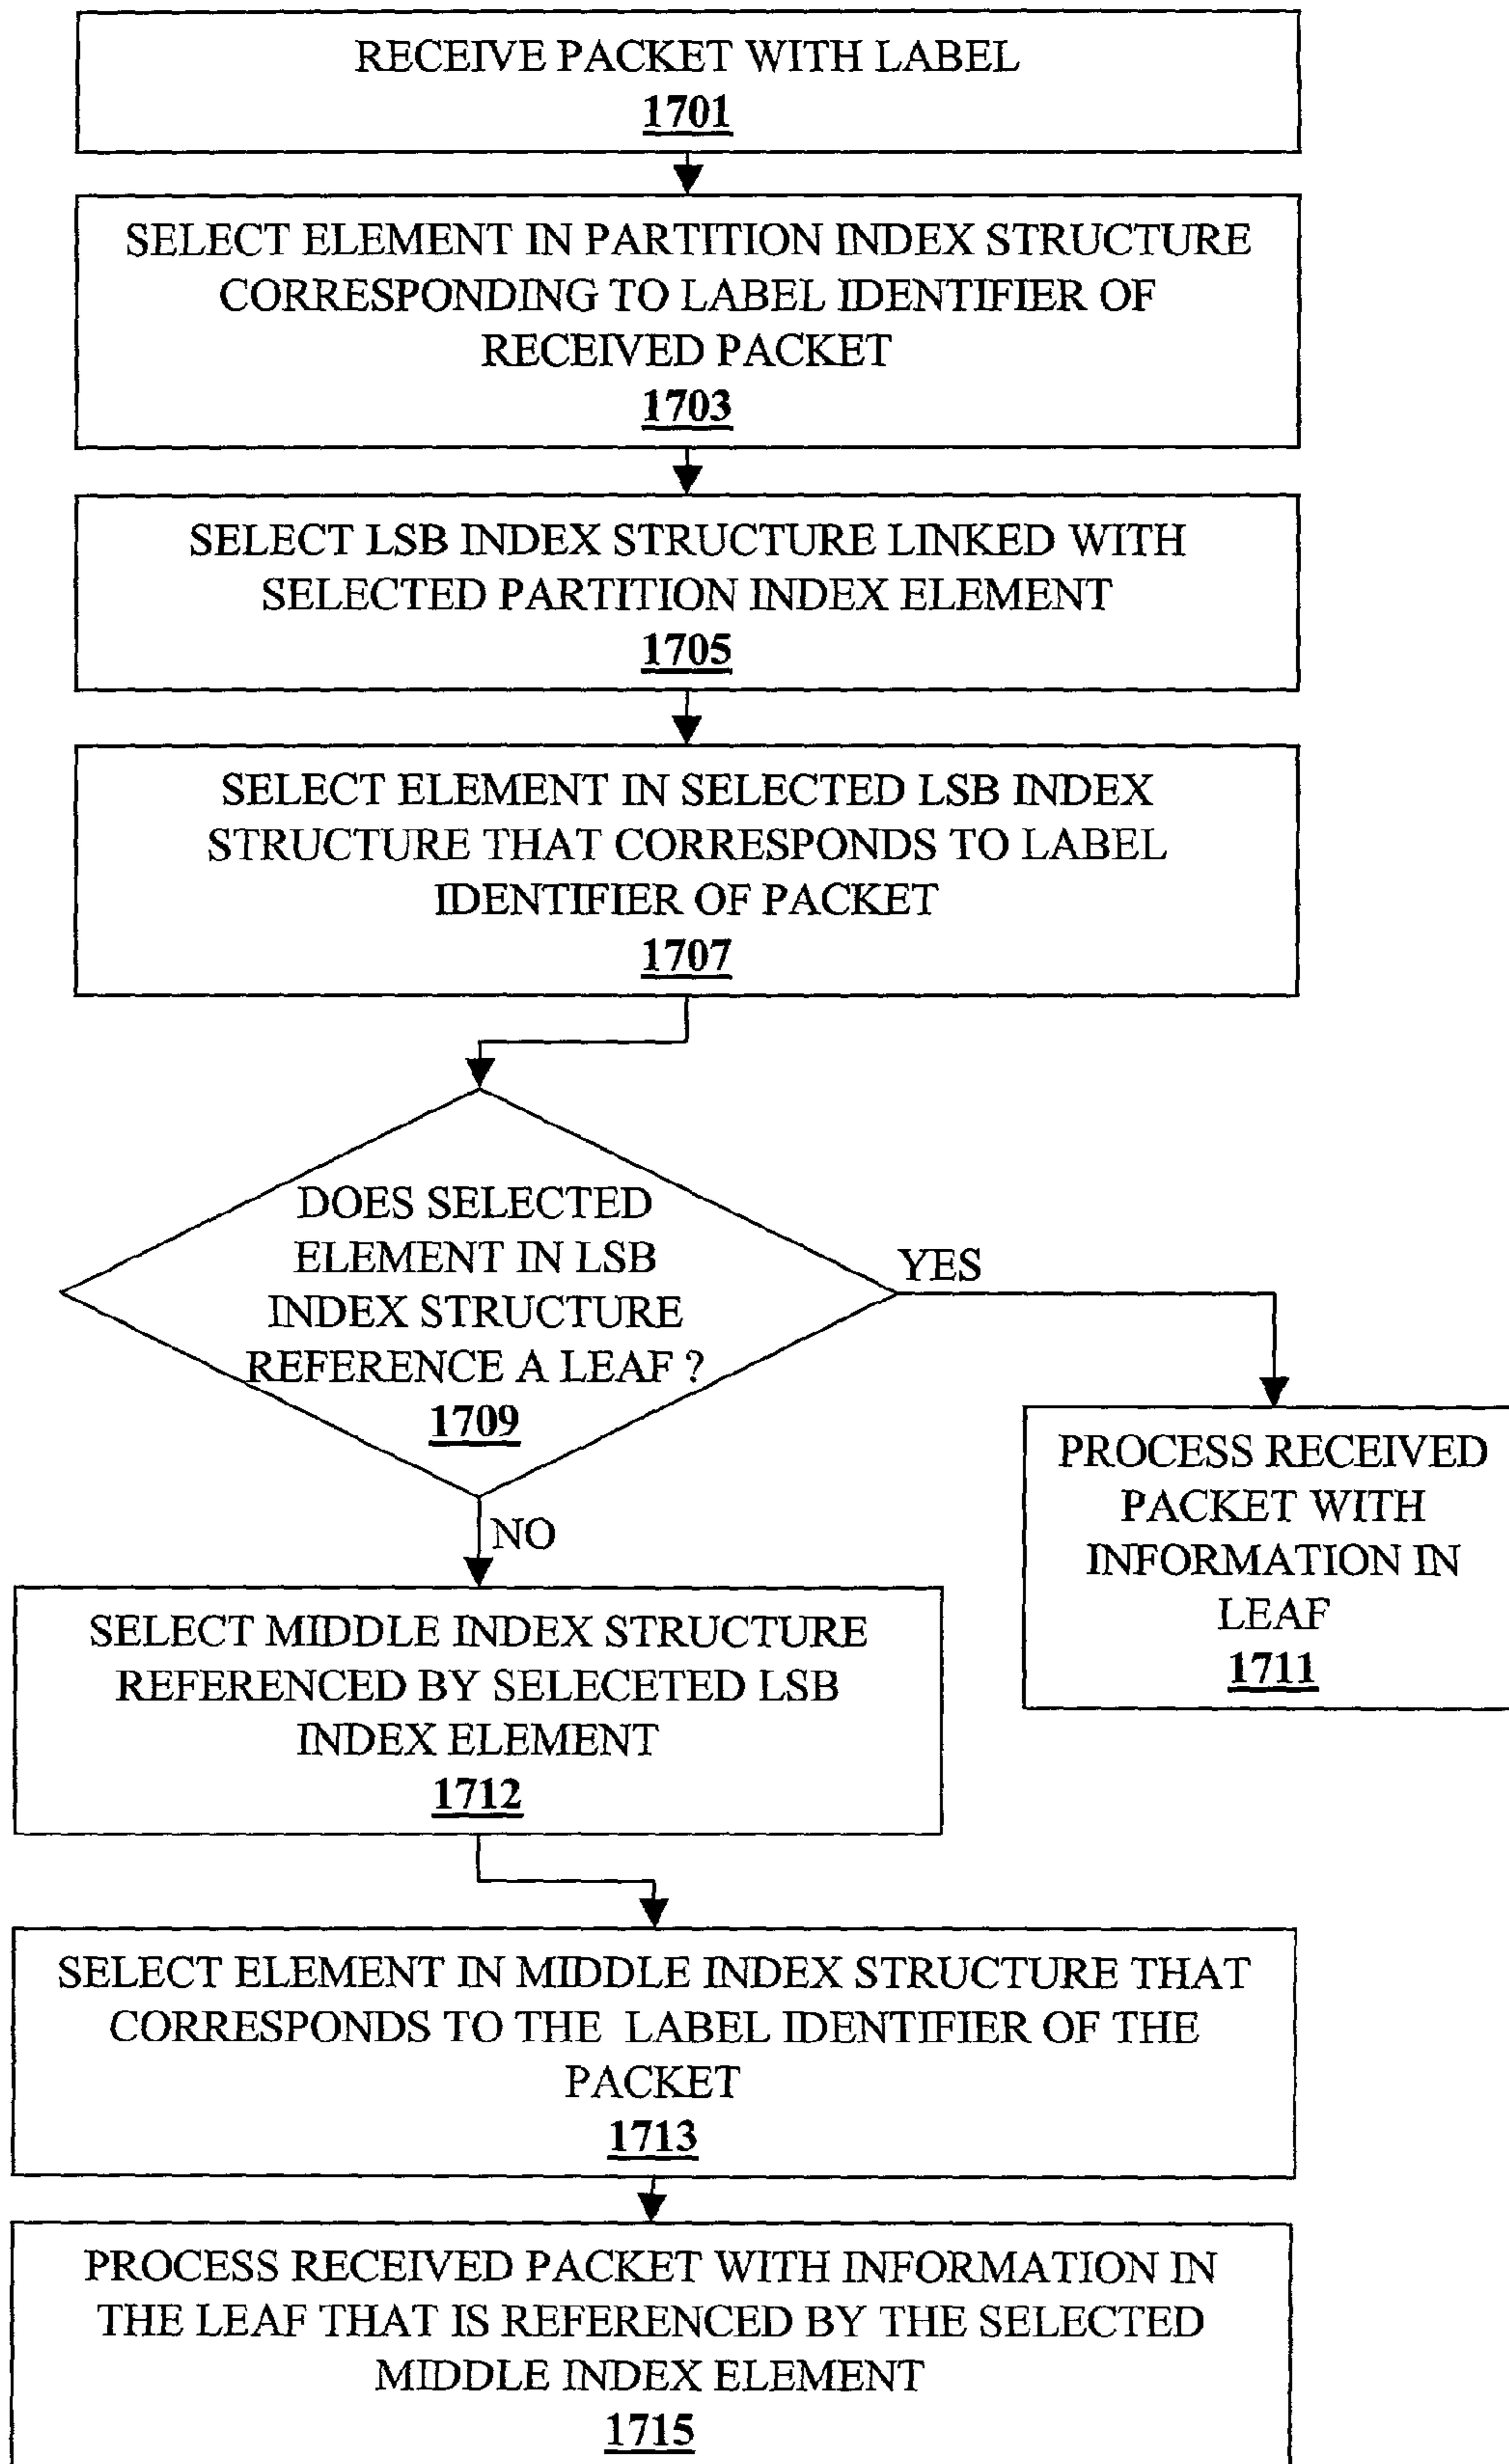 RECEIVE PACKET WITH LABEL
1701
SELECT ELEMENT IN PARTITION INDEX STRUCTURE
CORRESPONDING TO LABEL IDENTIFIER OF
RECEIVED PACKET
1703
SELECT LSB INDEX STRUCTURE LINKED WITH
SELECTED PARTITION INDEX ELEMENT
1705
SELECT ELEMENT IN SELECTED LSB INDEX
STRUCTURE THAT CORRESPONDS TO LABEL
IDENTIFIER OF PACKET
1707
DOES SELECTED
ELEMENT IN LSB
INDEX STRUCTURE
REFERENCE A LEAF ?
1709
YES
PROCESS RECEIVED
PACKET WITH
INFORMATION IN
LEAF
1711
NO
SELECT MIDDLE INDEX STRUCTURE
REFERENCED BY SELECETED LSB
INDEX ELEMENT
1712
SELECT ELEMENT IN MIDDLE INDEX STRUCTURE THAT
CORRESPONDS TO THE LABEL IDENTIFIER OF THE
PACKET
1713
PROCESS RECEIVED PACKET WITH INFORMATION IN
THE LEAF THAT IS REFERENCED BY THE SELECTED
MIDDLE INDEX ELEMENT
1715